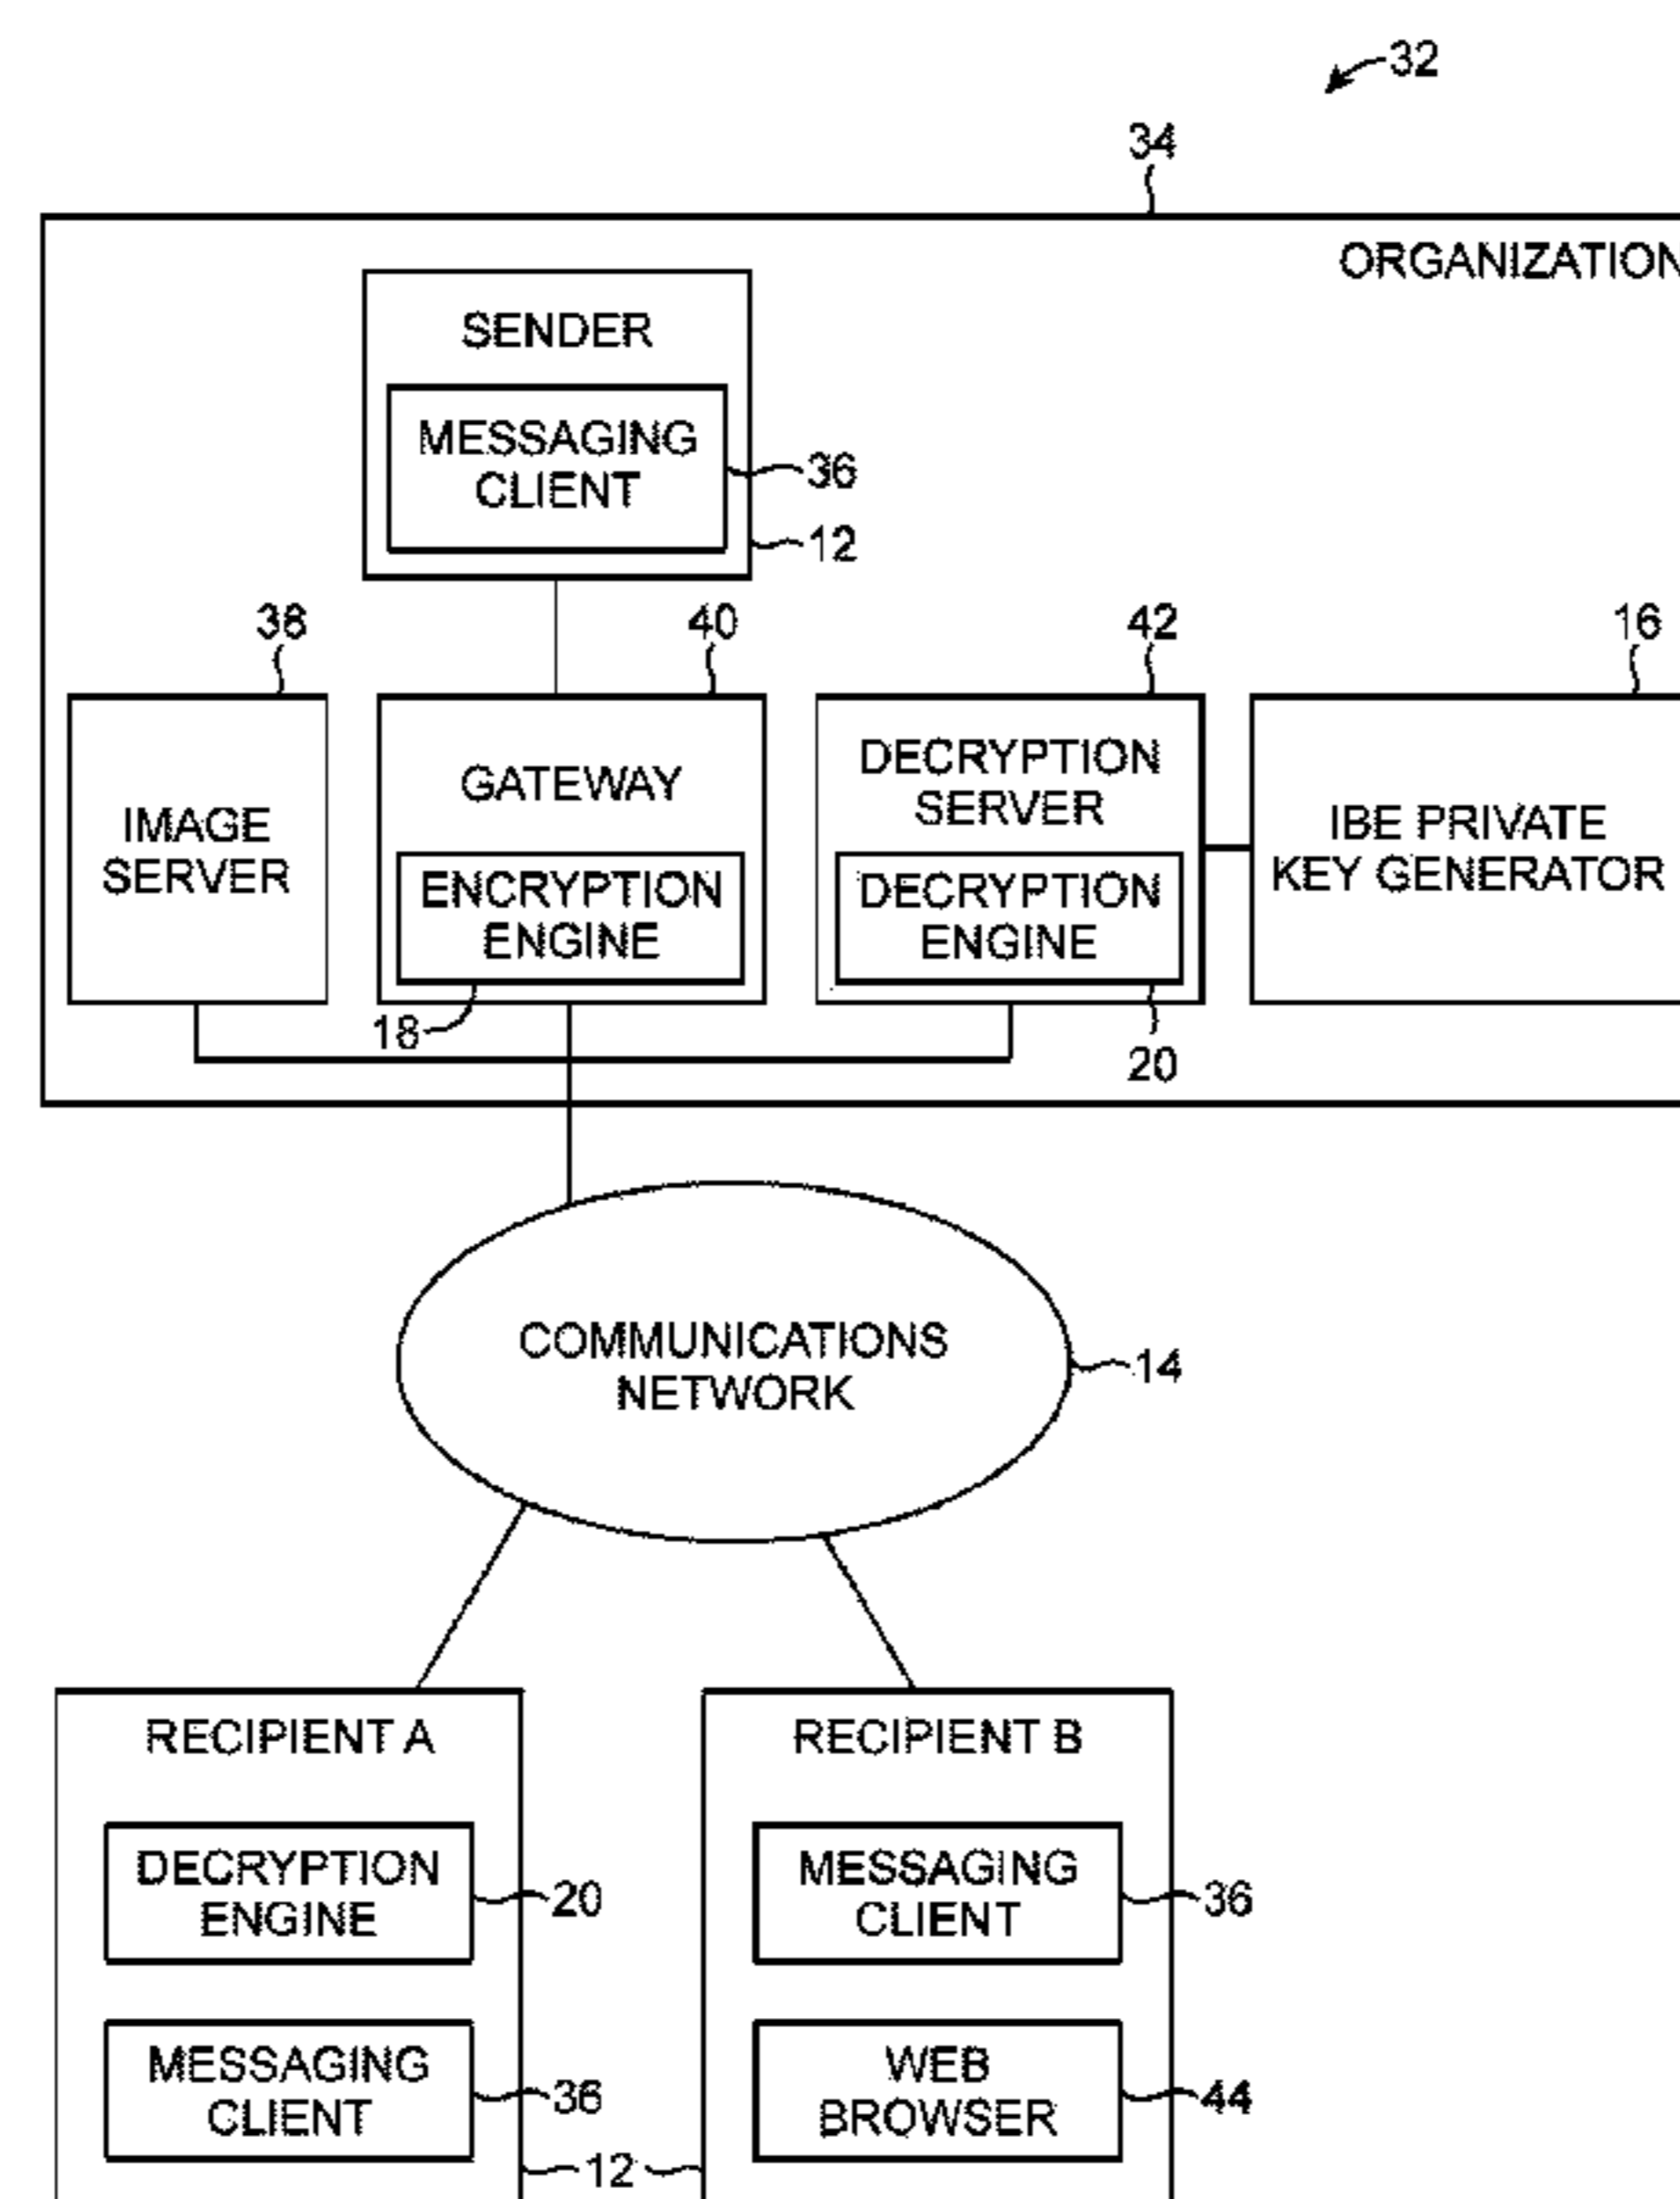 32
34
ORGANIZATION
SENDER
MESSAGING
CLIENT
36
12
38
40
42
16
IMAGE
SERVER
GATEWAY
ENCRYPTION
ENGINE
18
DECRYPTION
SERVER
DECRYPTION
ENGINE
20
IBE PRIVATE
KEY GENERATOR
COMMUNICATIONS
NETWORK
14
RECIPIENT A
DECRYPTION
ENGINE
20
MESSAGING
CLIENT
36
12
RECIPIENT B
MESSAGING
CLIENT
36
WEB
BROWSER
44